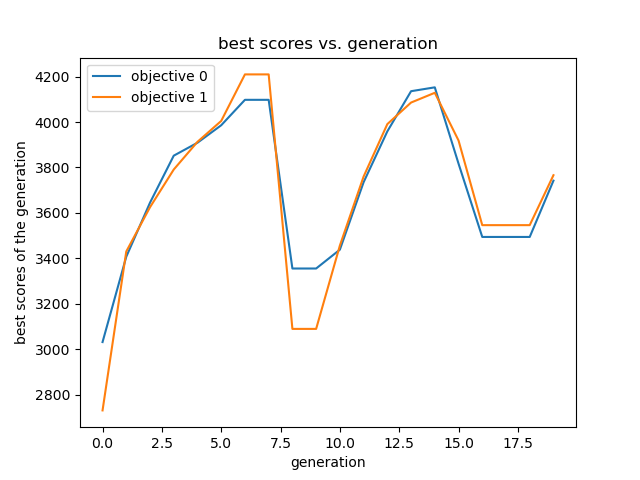 best scores vs. generation
objective 0
objective 1
best scores of the generation
4200
4000
3800
3600
3400
3200
3000
2800
0.0 2.5 5.0 7.5 10.0 12.5 15.0 17.5
generation